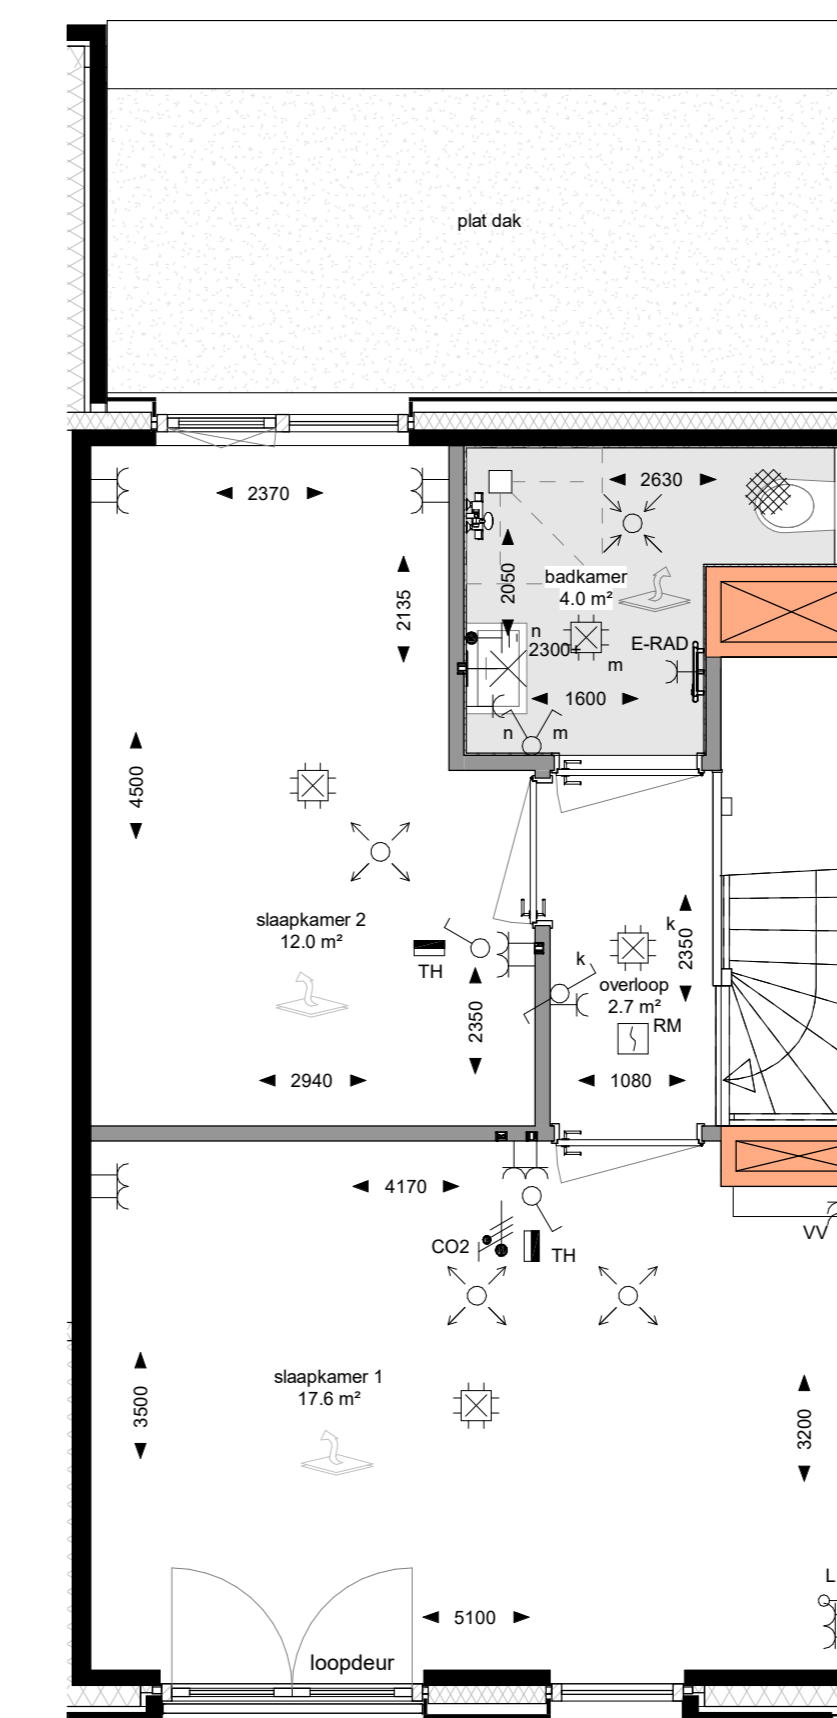 plat dak
2370
2630
2135
2050
badkamer
4.0 m²
n
2300+
m
E-RAD
1600
n
m
4500
slaapkamer 2
12.0 m²
TH
k
k
2350
overloop
2.7 m²
RM
2350
2940
1080
4170
VV
CO2
TH
slaapkamer 1
17.6 m²
3500
3200
L
5100
loopdeur